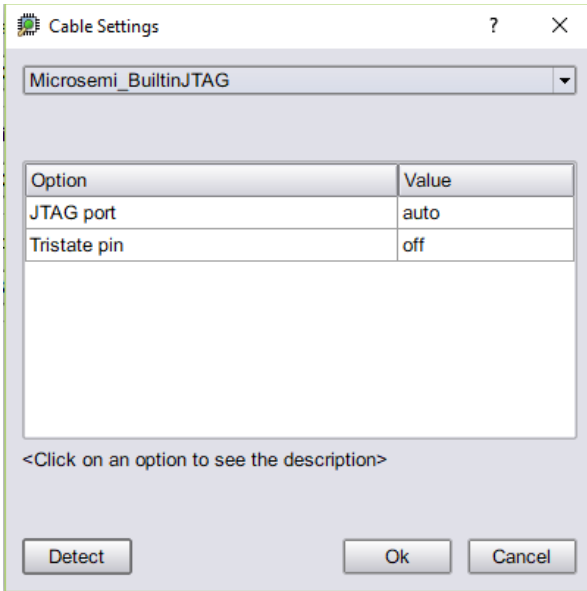 Cable Settings ? ×
Microsemi_BuiltinJTAG
Option Value
JTAG port auto
Tristate pin off
<Click on an option to see the description>
Detect Ok Cancel